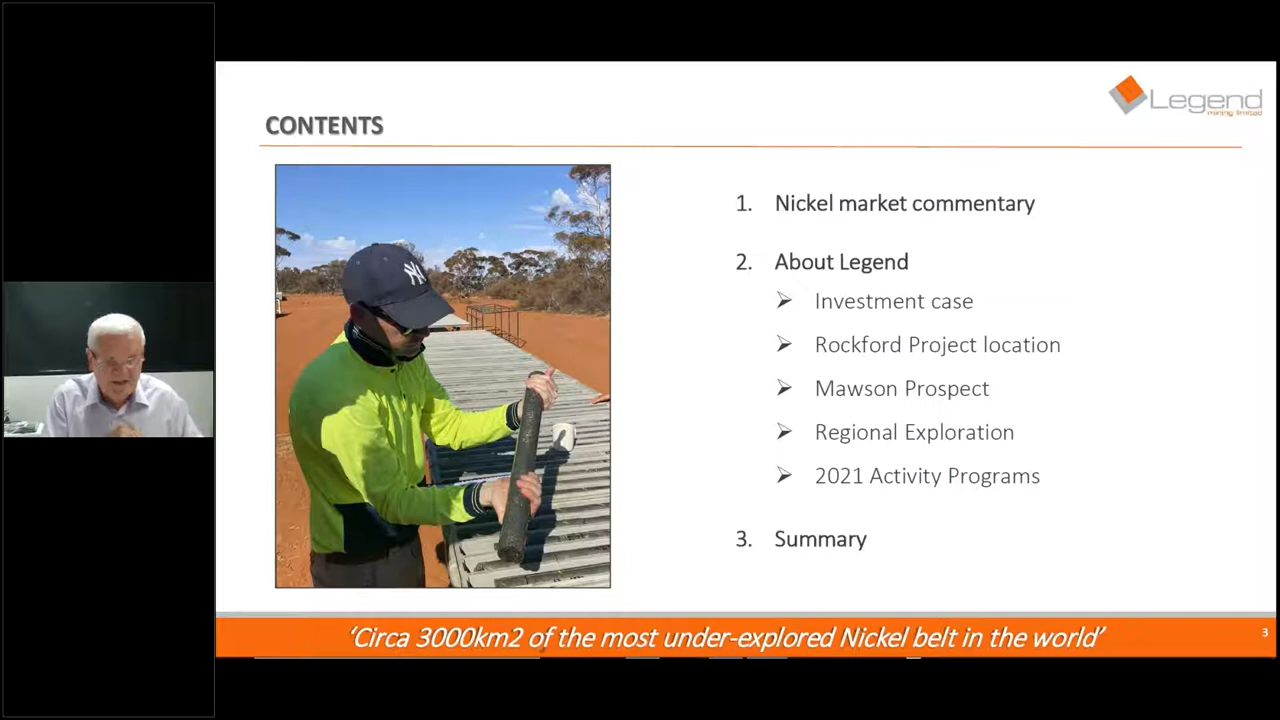 CONTENTS
Legend
mining limited
NY
1. Nickel market commentary
2. About Legend
➤ Investment case
➤ Rockford Project location
➤ Mawson Prospect
➤ Regional Exploration
➤ 2021 Activity Programs
3. Summary
‘Circa 3000km2 of the most under-explored Nickel belt in the world’
3